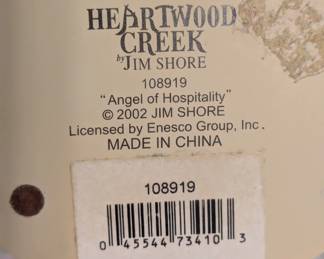 HEARTWOOD
CREEK
by JIM SHORE
108919
"Angel of Hospitality"
© 2002 JIM SHORE
Licensed by Enesco Group, Inc.
MADE IN CHINA
108919
0 45544 73410 3